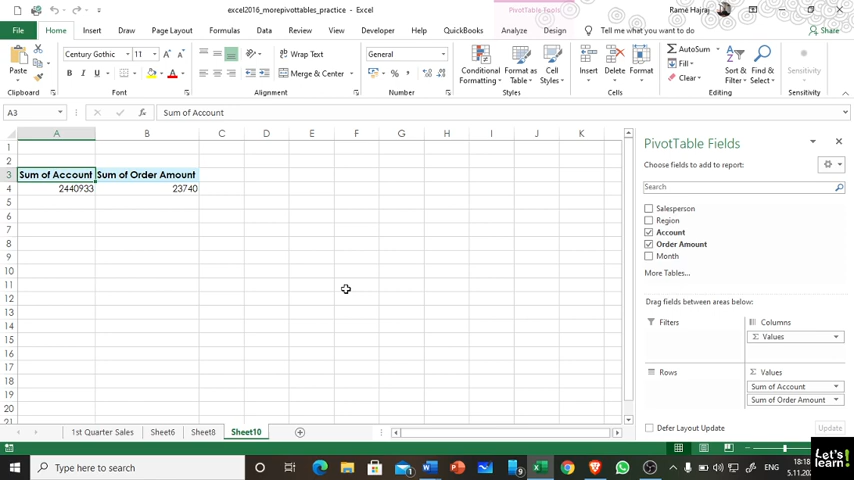 excel2016_morepivottables_practice - Excel
PivotTable Tools
Rame Hajraj
File Home Insert Draw Page Layout Formulas Data Review View Developer Help QuickBooks Analyze Design Tell me what you want to do Share
Paste
Clipboard
Century Gothic 11
B I U
Font
Wrap Text
Merge & Center
Alignment
General
%
Number
Conditional Formatting
Format as Table
Cell Styles
Styles
Insert Delete Format
Cells
AutoSum
Fill
Clear
Sort & Filter
Find & Select
Editing
Sensitivity
Sensitivity
A3 fx Sum of Account
A B C D E F G H I J K
1
2
3 Sum of Account Sum of Order Amount
4 2440933 23740
5
6
7
8
9
10
11
12
13
14
15
16
17
18
19
20
21
PivotTable Fields
Choose fields to add to report:
Search
Salesperson
Region
Account
Order Amount
Month
More Tables...
Drag fields between areas below:
Filters
Columns
Σ Values
Rows
Σ Values
Sum of Account
Sum of Order Amount
Defer Layout Update Update
1st Quarter Sales Sheet6 Sheet8 Sheet10
Type here to search
ENG
18:18
Let's learn!